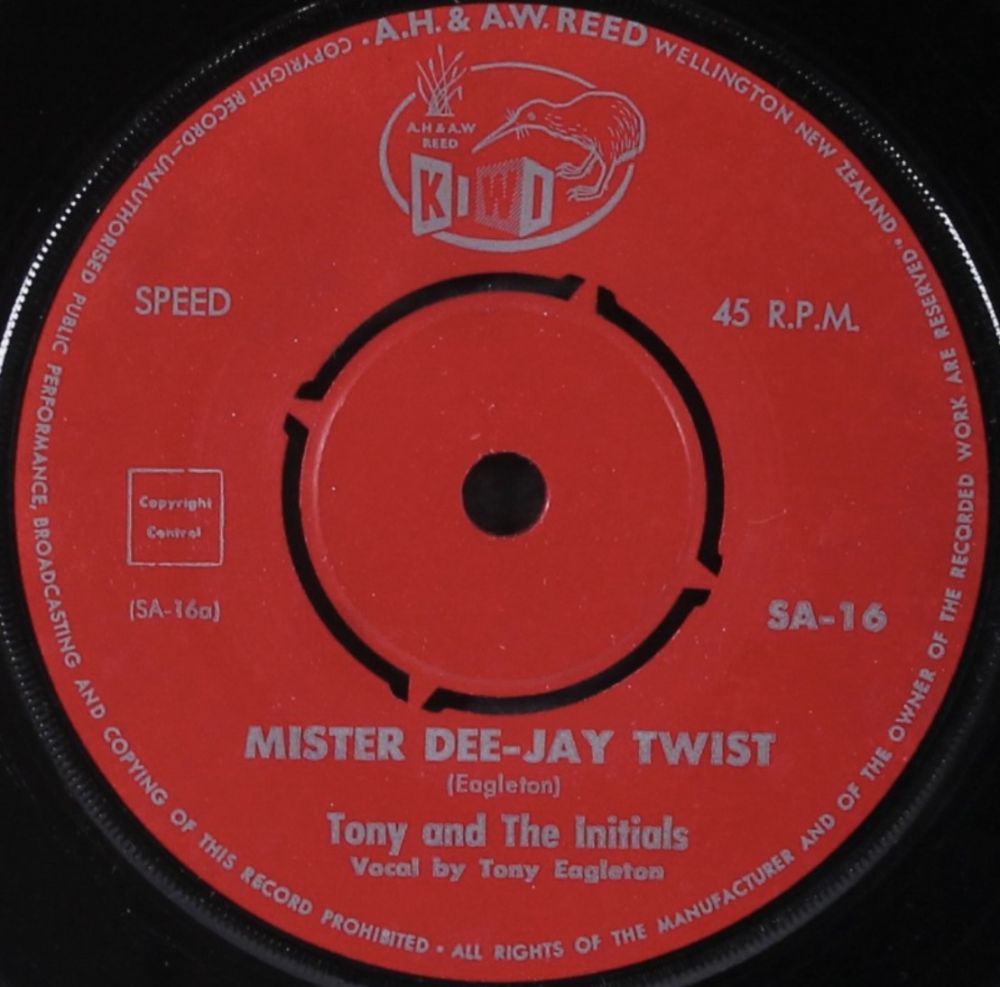 A.H. & A.W. REED WELLINGTON NEW ZEALAND •
A.H & A.W
REED
KIWI
SPEED
45 R.P.M.
Copyright
Control
(SA-16a)
SA-16
MISTER DEE-JAY TWIST
(Eagleton)
Tony and The Initials
Vocal by Tony Eagleton
COPYRIGHT RECORD-UNAUTHORISED PUBLIC PERFORMANCE, BROADCASTING AND COPYING OF THIS RECORD PROHIBITED • ALL RIGHTS OF THE MANUFACTURER AND OF THE OWNER OF THE RECORDED WORK ARE RESERVED •